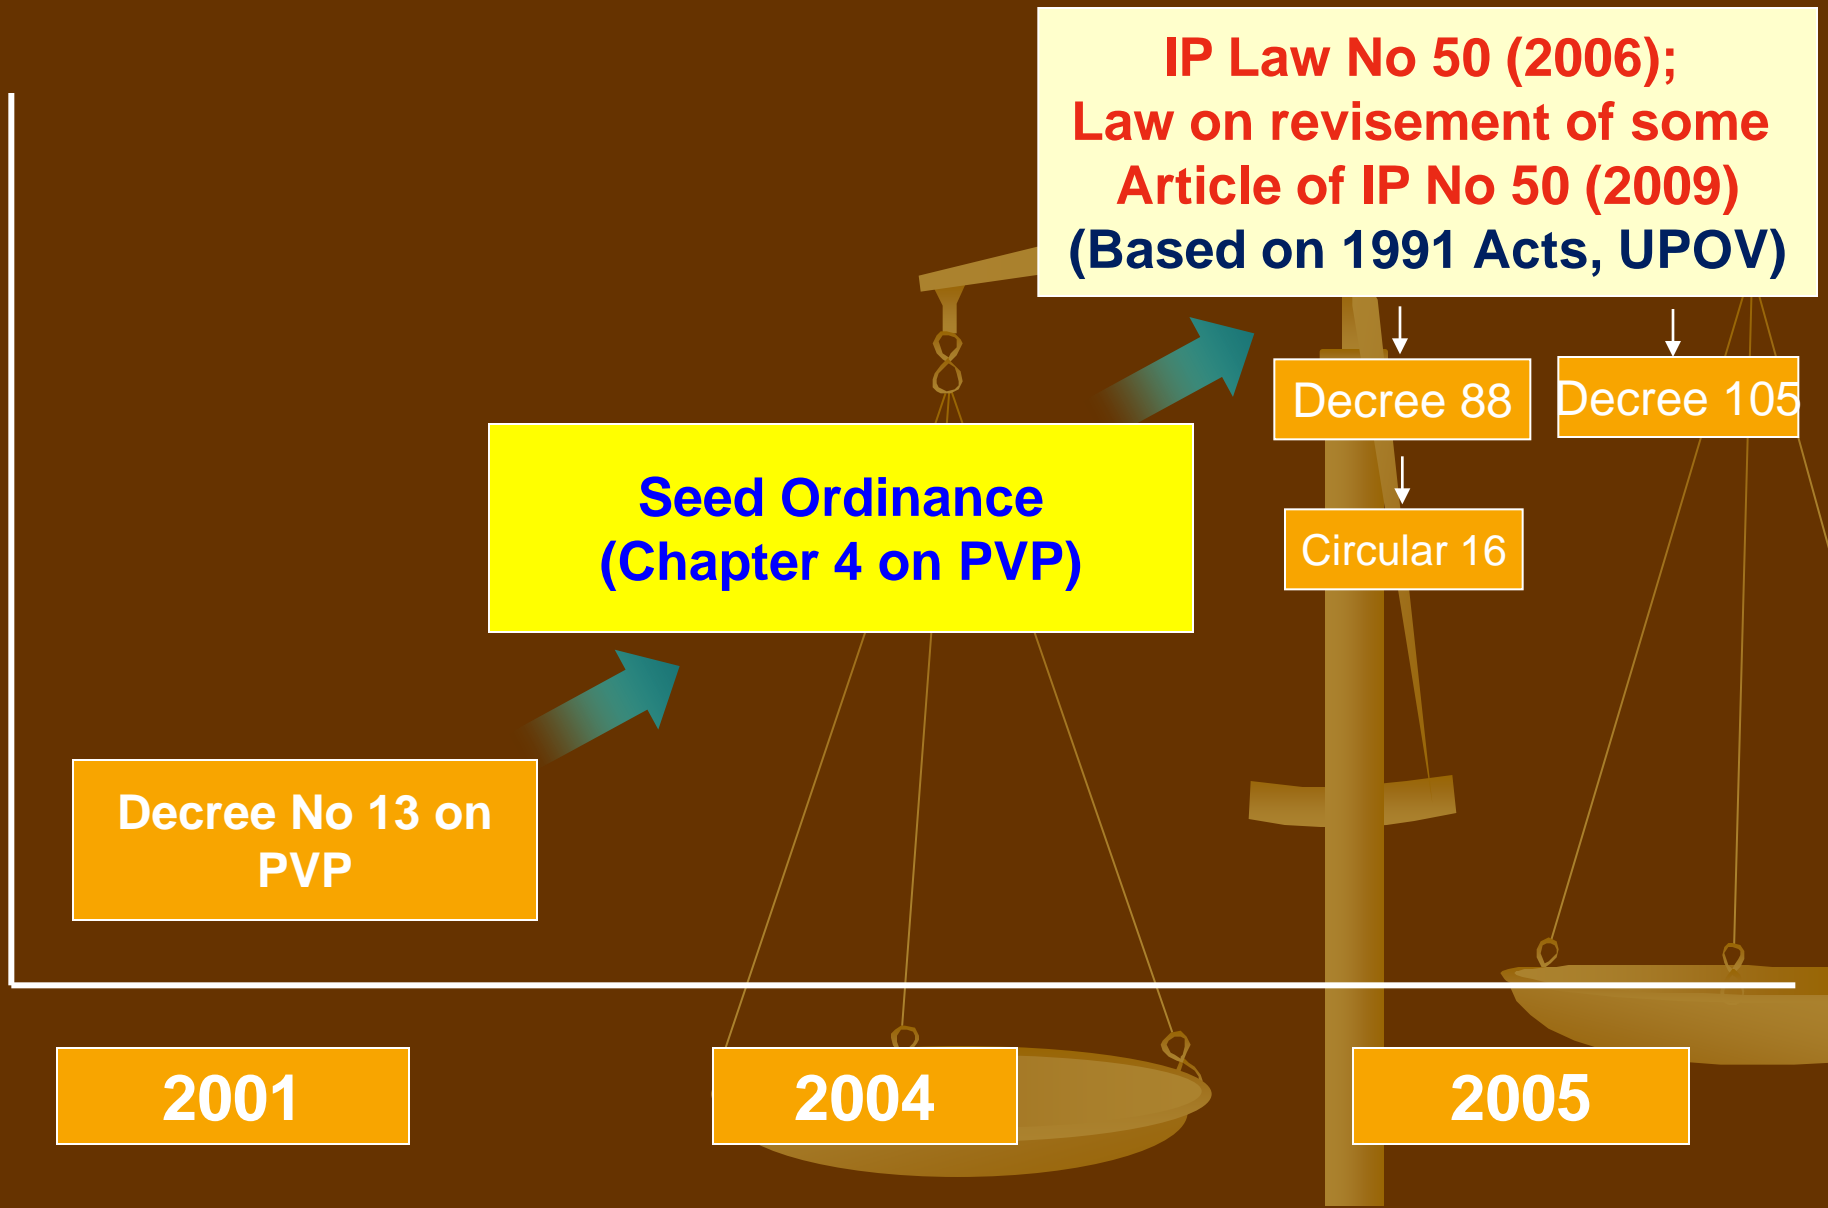 IP Law No 50 (2006);
Law on revisement of some
Article of IP No 50 (2009)
(Based on 1991 Acts, UPOV)
Decree 88
Decree 105
Seed Ordinance
(Chapter 4 on PVP)
Circular 16
Decree No 13 on
PVP
2001
2004
2005